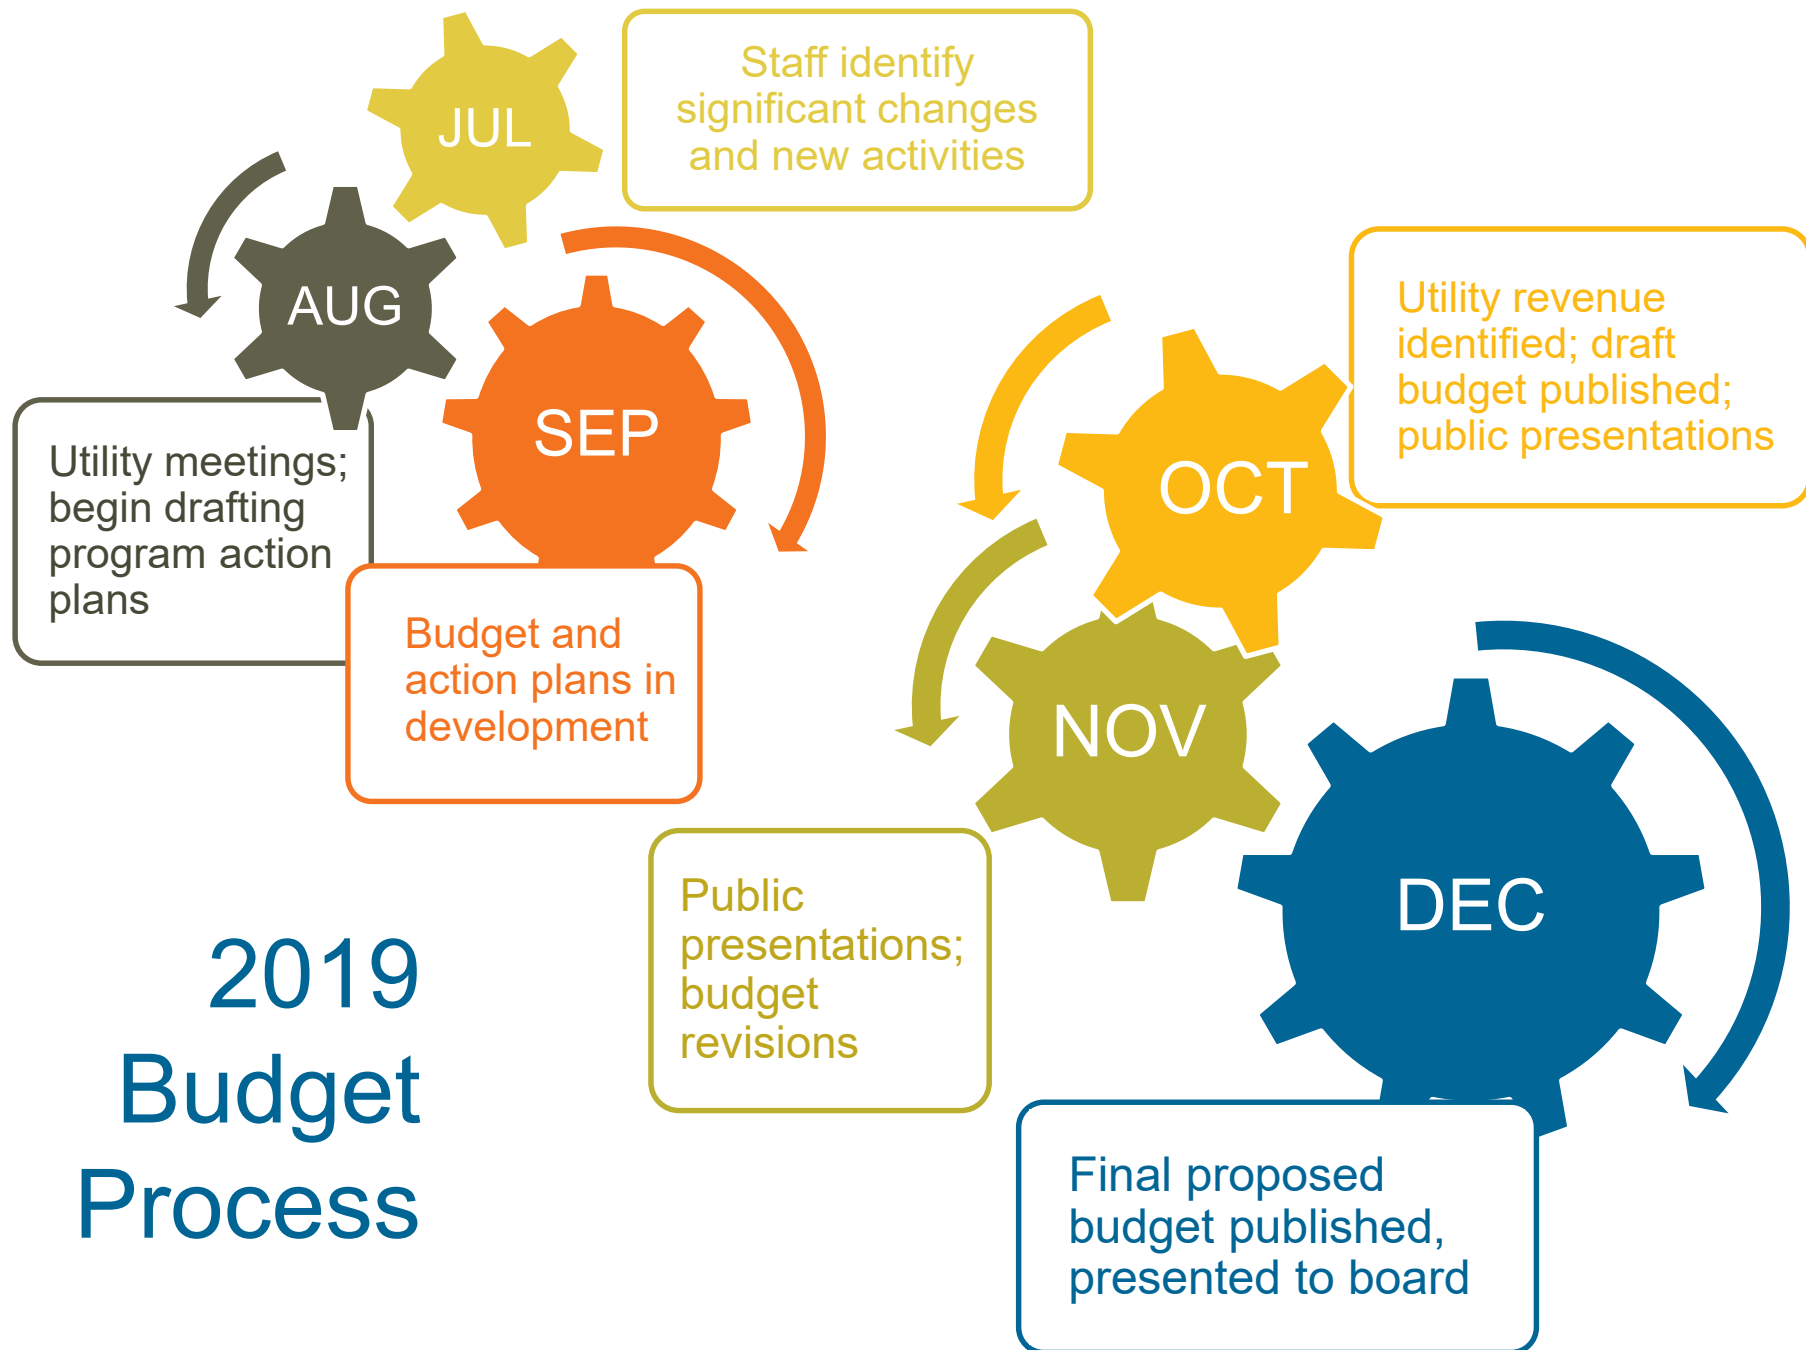 JUL
Staff identify
significant changes
and new activities
AUG
Utility meetings;
begin drafting
program action
plans
SEP
Budget and
action plans in
development
OCT
Utility revenue
identified; draft
budget published;
public presentations
NOV
Public
presentations;
budget
revisions
DEC
Final proposed
budget published,
presented to board
2019
Budget
Process